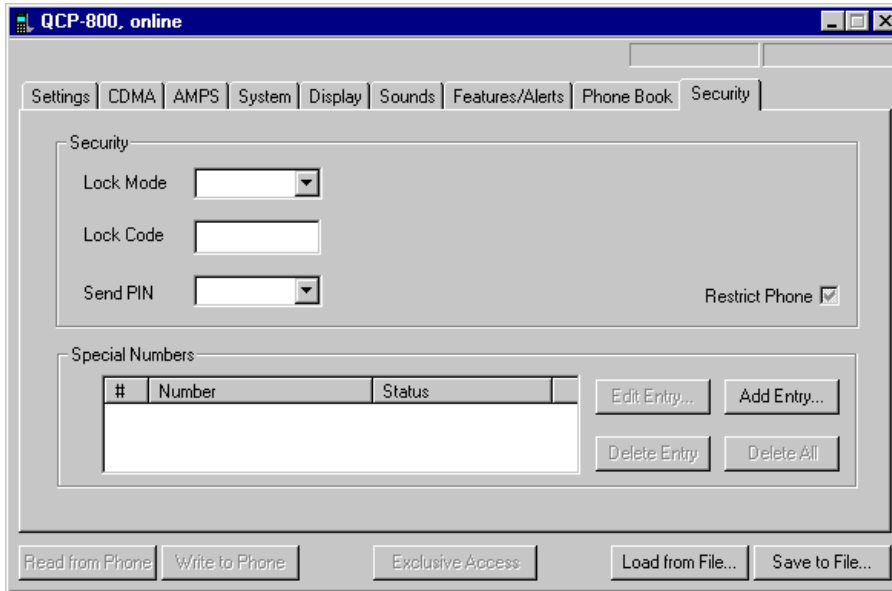 QCP-800, online
Settings CDMA AMPS System Display Sounds Features/Alerts Phone Book Security
Security
Lock Mode
Lock Code
Send PIN
Restrict Phone
Special Numbers
# Number Status
Edit Entry... Add Entry...
Delete Entry Delete All
Read from Phone Write to Phone Exclusive Access Load from File... Save to File...